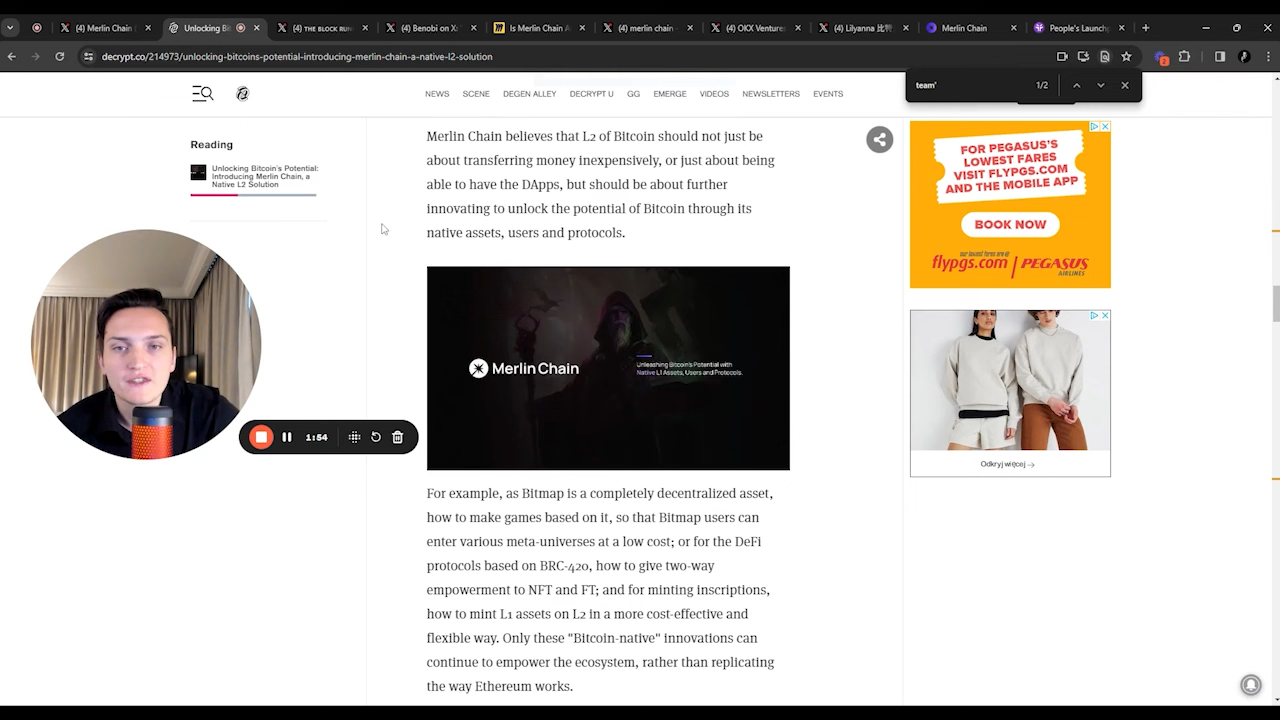 (4) Merlin Chain
Unlocking Bi
(4) THE BLOCK RUN
(4) Benobi on X:
Is Merlin Chain A
(4) merlin chain -
(4) OKX Ventures
(4) Lilyanna 比特
Merlin Chain
People's Launchp
decrypt.co/214973/unlocking-bitcoins-potential-introducing-merlin-chain-a-native-l2-solution
2
team'
1/2
NEWS
SCENE
DEGEN ALLEY
DECRYPT U
GG
EMERGE
VIDEOS
NEWSLETTERS
EVENTS
Reading
Unlocking Bitcoin's Potential:
Introducing Merlin Chain, a
Native L2 Solution
Merlin Chain believes that L2 of Bitcoin should not just be
about transferring money inexpensively, or just about being
able to have the DApps, but should be about further
innovating to unlock the potential of Bitcoin through its
native assets, users and protocols.
Merlin Chain
Unleashing Bitcoin's Potential with
Native L1 Assets, Users and Protocols.
For example, as Bitmap is a completely decentralized asset,
how to make games based on it, so that Bitmap users can
enter various meta-universes at a low cost; or for the DeFi
protocols based on BRC-420, how to give two-way
empowerment to NFT and FT; and for minting inscriptions,
how to mint L1 assets on L2 in a more cost-effective and
flexible way. Only these "Bitcoin-native" innovations can
continue to empower the ecosystem, rather than replicating
the way Ethereum works.
FOR PEGASUS'S
LOWEST FARES
VISIT FLYPGS.COM
AND THE MOBILE APP
BOOK NOW
our lowest fares are @
flypgs.com
PEGASUS
AIRLINES
Odkryj więcej →
1:54